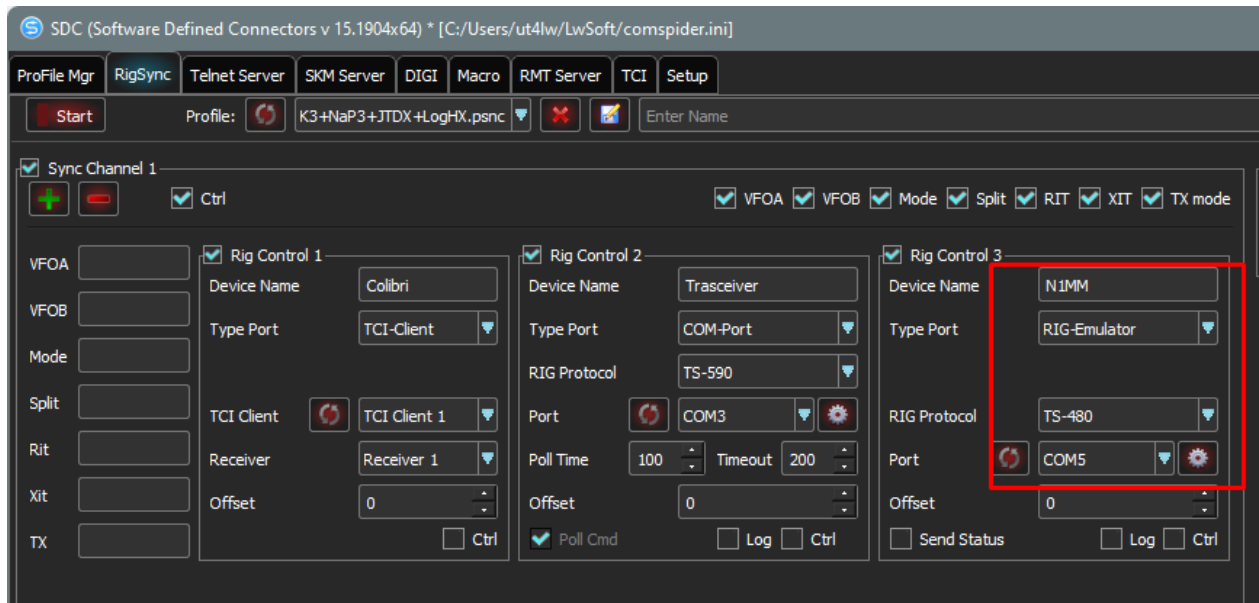 SDC (Software Defined Connectors v 15.1904x64) * [C:/Users/ut4lw/LwSoft/comspider.ini]
ProFile Mgr RigSync Telnet Server SKM Server DIGI Macro RMT Server TCI Setup
Start Profile: K3+NaP3+JTDX+LogHX.psnc Enter Name
Sync Channel 1
Ctrl VFOA VFOB Mode Split RIT XIT TX mode
VFOA
VFOB
Mode
Split
Rit
Xit
TX
Rig Control 1
Device Name Colibri
Type Port TCI-Client
TCI Client TCI Client 1
Receiver Receiver 1
Offset 0
Ctrl
Rig Control 2
Device Name Trasceiver
Type Port COM-Port
RIG Protocol TS-590
Port COM3
Poll Time 100 Timeout 200
Offset 0
Poll Cmd Log Ctrl
Rig Control 3
Device Name N1MM
Type Port RIG-Emulator
RIG Protocol TS-480
Port COM5
Offset 0
Send Status Log Ctrl